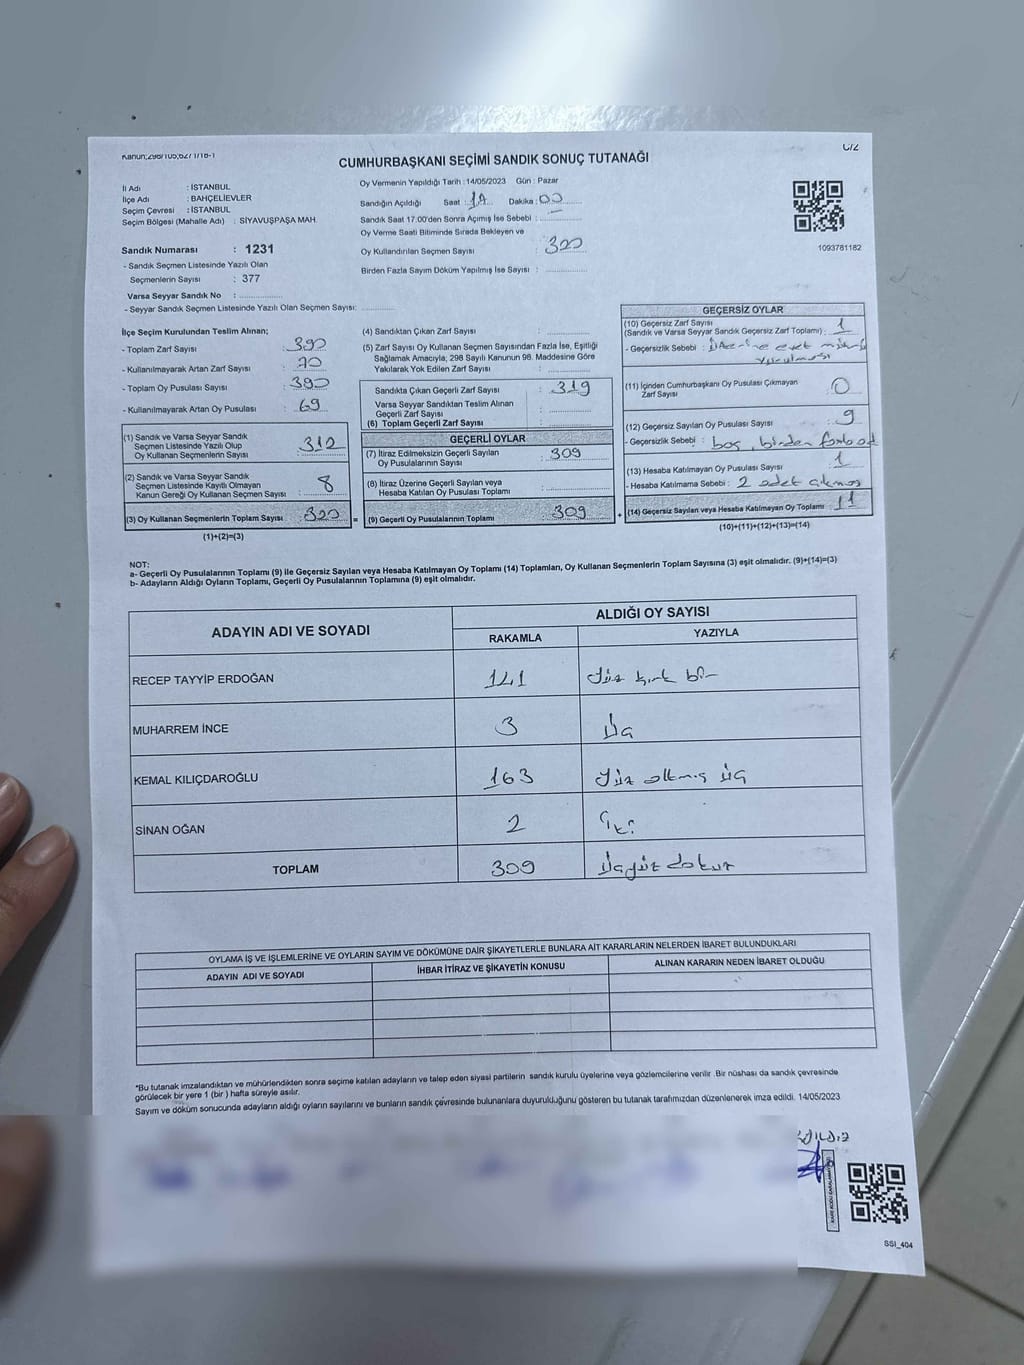 Kanun;298/105;6271/18-1
C/2
CUMHURBAŞKANI SEÇİMİ SANDIK SONUÇ TUTANAĞI
İl Adı : İSTANBUL
İlçe Adı : BAHÇELİEVLER
Seçim Çevresi : İSTANBUL
Seçim Bölgesi (Mahalle Adı) : SİYAVUŞPAŞA MAH.
Sandık Numarası : 1231
- Sandık Seçmen Listesinde Yazılı Olan
Seçmenlerin Sayısı : 377
Varsa Seyyar Sandık No :
- Seyyar Sandık Seçmen Listesinde Yazılı Olan Seçmen Sayısı:
Oy Vermenin Yapıldığı Tarih : 14/05/2023 Gün : Pazar
Sandığın Açıldığı Saat : Dakika : 00
Sandık Saat 17:00'den Sonra Açımış İse Sebebi :
Oy Verme Saati Bitiminde Sırada Bekleyen ve
Oy Kullandırılan Seçmen Sayısı : 320
Birden Fazla Sayım Döküm Yapılmış İse Sayısı :
1093781182
İlçe Seçim Kurulundan Teslim Alınan;
- Toplam Zarf Sayısı : 390
- Kullanılmayarak Artan Zarf Sayısı : 70
- Toplam Oy Pusulası Sayısı : 390
- Kullanılmayarak Artan Oy Pusulası : 69
(1) Sandık ve Varsa Seyyar Sandık
Seçmen Listesinde Yazılı Olup
Oy Kullanan Seçmenlerin Sayısı : 312
(2) Sandık ve Varsa Seyyar Sandık
Seçmen Listesinde Kayıtlı Olmayan
Kanun Gereği Oy Kullanan Seçmen Sayısı : 8
(3) Oy Kullanan Seçmenlerin Toplam Sayısı : 320
(1)+(2)=(3)
(4) Sandıktan Çıkan Zarf Sayısı :
(5) Zarf Sayısı Oy Kullanan Seçmen Sayısından Fazla İse, Eşitliği
Sağlamak Amacıyla; 298 Sayılı Kanunun 98. Maddesine Göre
Yakılarak Yok Edilen Zarf Sayısı :
Sandıkta Çıkan Geçerli Zarf Sayısı : 319
Varsa Seyyar Sandıktan Teslim Alınan
Geçerli Zarf Sayısı :
(6) Toplam Geçerli Zarf Sayısı :
GEÇERLİ OYLAR
(7) İtiraz Edilmeksizin Geçerli Sayılan
Oy Pusulasının Sayısı : 309
(8) İtiraz Üzerine Geçerli Sayılan veya
Hesaba Katılan Oy Pusulası Toplamı :
= (9) Geçerli Oy Pusulalarının Toplamı 309
GEÇERSİZ OYLAR
(10) Geçersiz Zarf Sayısı
(Sandık ve Varsa Seyyar Sandık Geçersiz Zarf Toplamı) : 1
- Geçersizlik Sebebi : Üzerine evet mührü
vurulması
(11) İçinden Cumhurbaşkanı Oy Pusulası Çıkmayan
Zarf Sayısı : 0
(12) Geçersiz Sayılan Oy Pusulası Sayısı : 9
- Geçersizlik Sebebi : boş, birden fazla
(13) Hesaba Katılmayan Oy Pusulası Sayısı : 1
- Hesaba Katılmama Sebebi : 2 adet çıkması
+ (14) Geçersiz Sayılan veya Hesaba Katılmayan Oy Toplamı : 11
(10)+(11)+(12)+(13)=(14)
NOT:
a- Geçerli Oy Pusulasının Toplamı (9) ile Geçersiz Sayılan veya Hesaba Katılmayan Oy Toplamı (14) Toplamları, Oy Kullanan Seçmenlerin Toplam Sayısına (3) eşit olmalıdır. (9)+(14)=(3)
b- Adayların Aldığı Oyların Toplamı, Geçerli Oy Pusulalarının Toplamına (9) eşit olmalıdır.
ADAYIN ADI VE SOYADI
ALDIĞI OY SAYISI
RAKAMLA YAZIYLA
RECEP TAYYİP ERDOĞAN 141 Yüz kırk bir
MUHARREM İNCE 3 Üç
KEMAL KILIÇDAROĞLU 163 Yüz altmış üç
SİNAN OĞAN 2 İki
TOPLAM 309 Üçyüz dokuz
OYLAMA İŞ VE İŞLEMLERİNE VE OYLARIN SAYIM VE DÖKÜMÜNE DAİR ŞİKAYETLERLE BUNLARA AİT KARARLARIN NELERDEN İBARET BULUNDUKLARI
ADAYIN ADI VE SOYADI İHBAR İTİRAZ VE ŞİKAYETİN KONUSU ALINAN KARARIN NEDEN İBARET OLDUĞU
*Bu tutanak imzalandıktan ve mühürlendikten sonra seçime katılan adayların ve talep eden siyasi partilerin sandık kurulu üyelerine veya gözlemcilerine verilir .Bir nüshası da sandık çevresinde
görülecek bir yere 1 (bir ) hafta süreyle asılır.
Sayım ve döküm sonucunda adayların aldığı oyların sayılarını ve bunların sandık çevresinde bulunanlara duyurulduğunu gösteren bu tutanak tarafımızdan düzenlenerek imza edildi. 14/05/2023
SSI_404